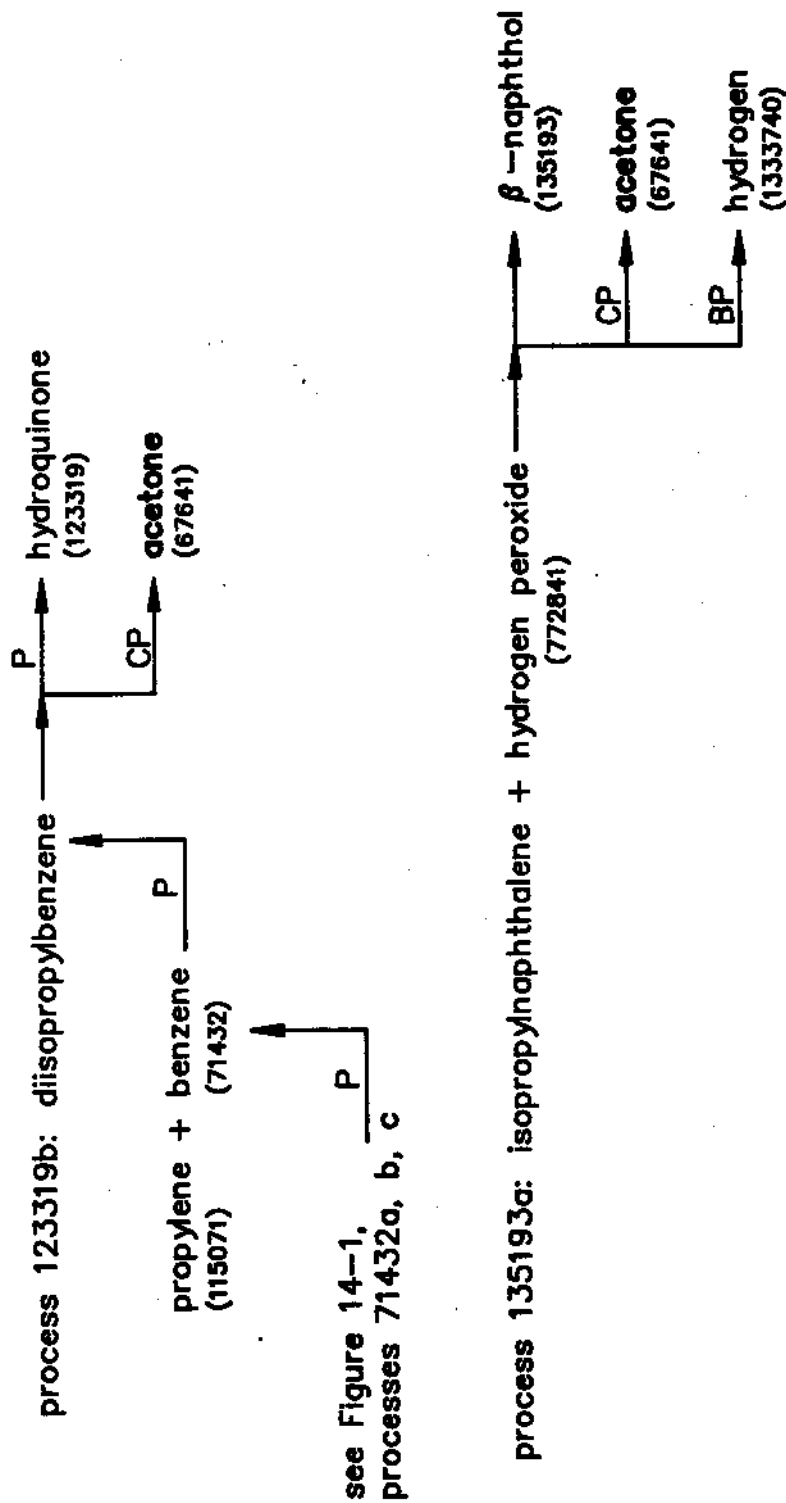 process 123319b: diisopropylbenzene
P
hydroquinone
(123319)
CP
acetone
(67641)
propylene + benzene
(115071)
(71432)
P
see Figure 14-1,
processes 71432a, b, c
P
process 135193a: isopropylnaphthalene + hydrogen peroxide
(772841)
β-naphthol
(135193)
CP
acetone
(67641)
BP
hydrogen
(1333740)